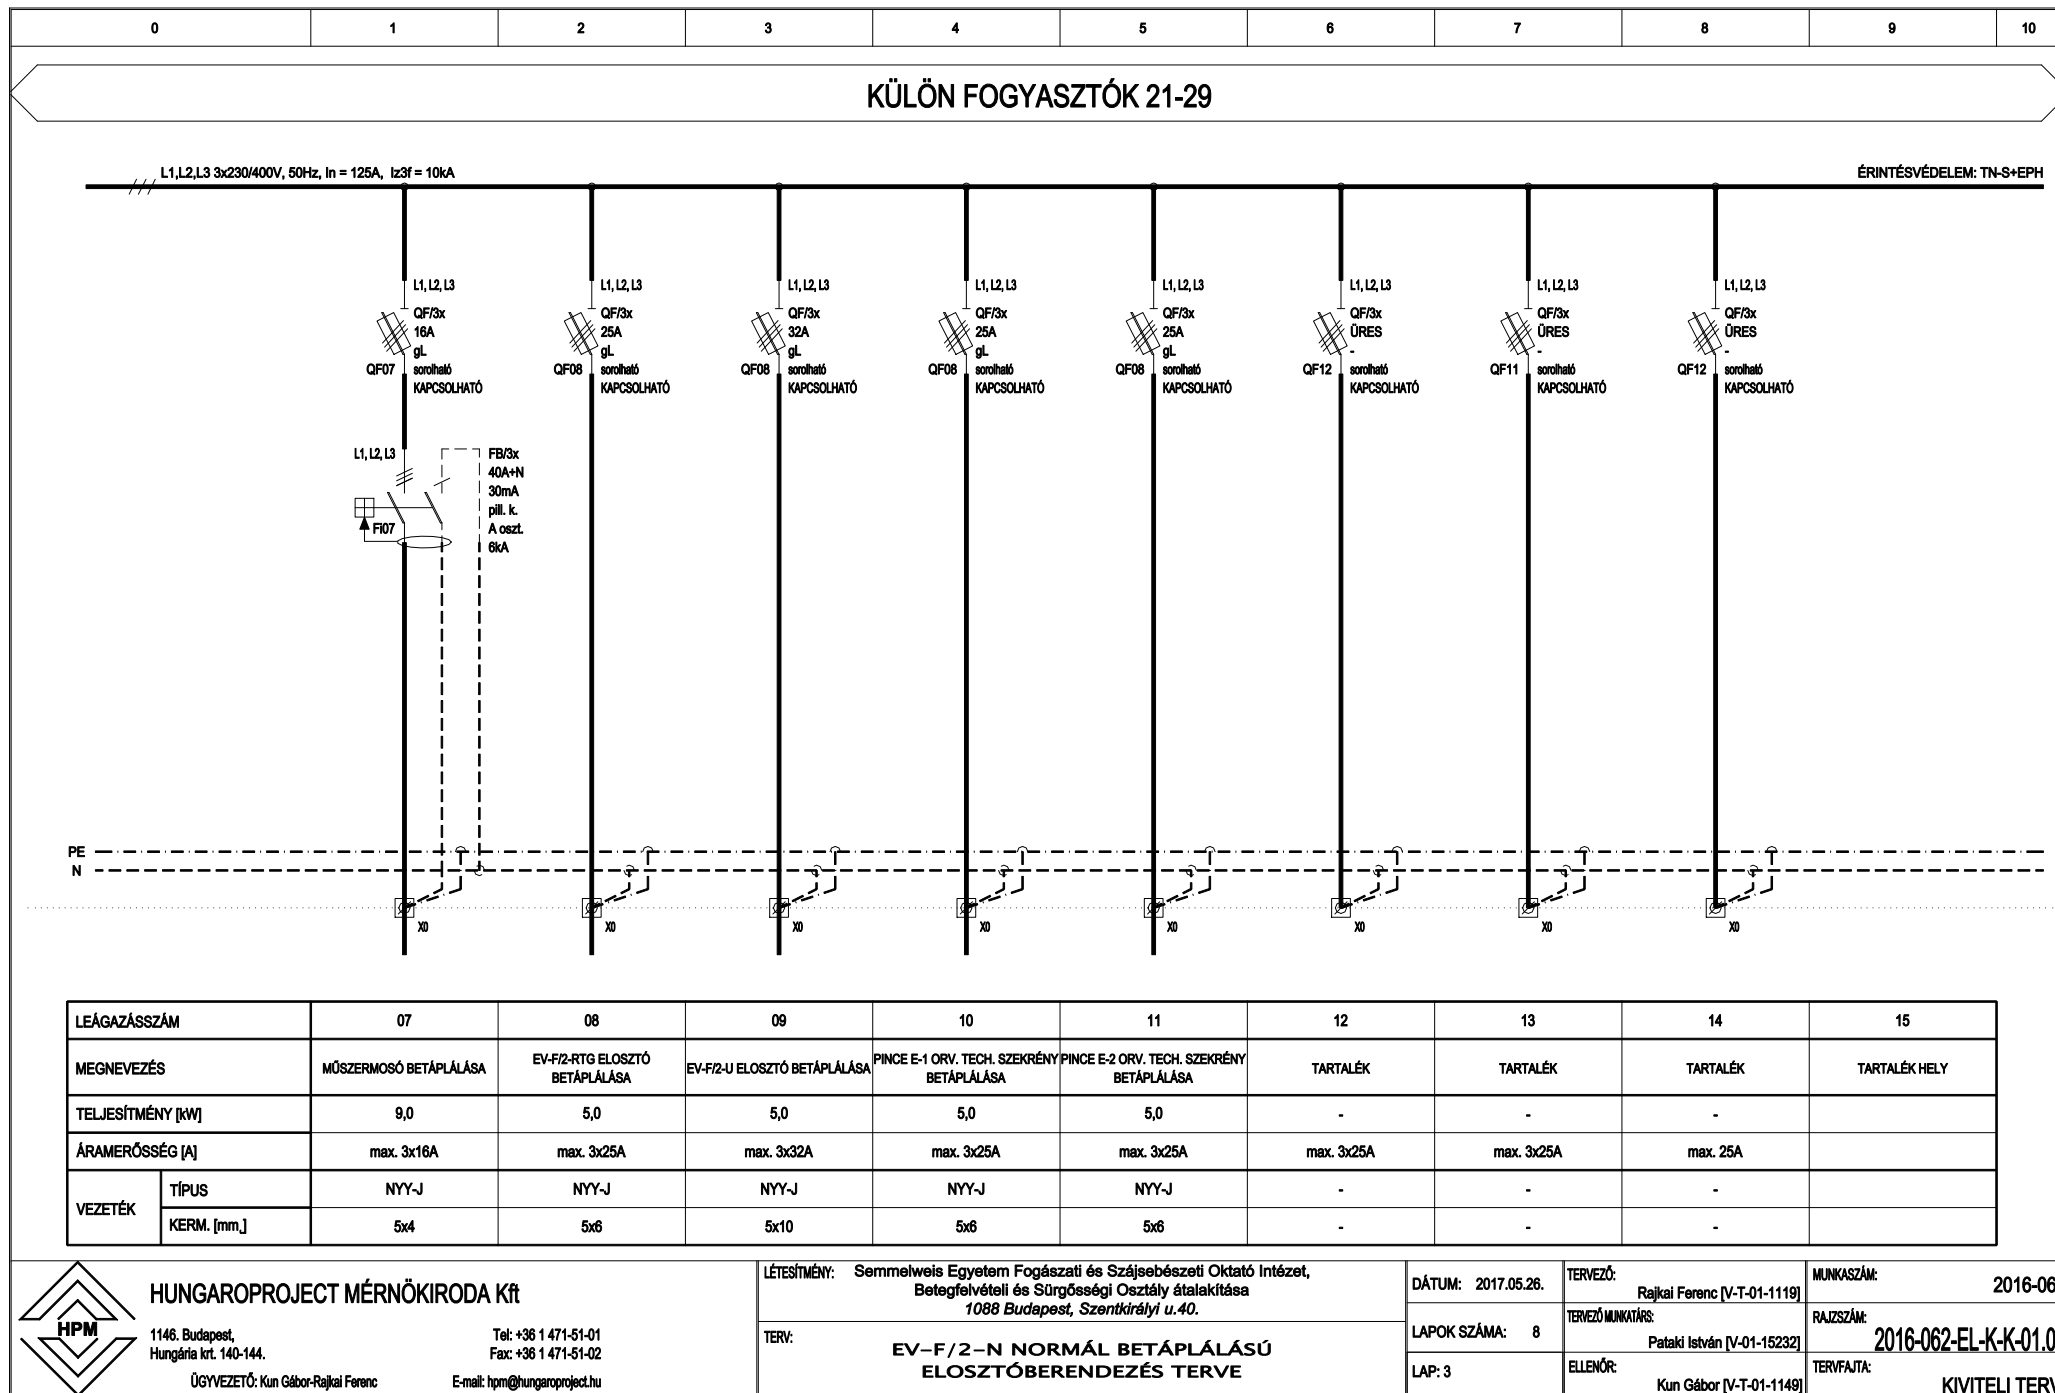 0 1 2 3 4 5 6 7 8 9 10
KÜLÖN FOGYASZTÓK 21-29
L1,L2,L3 3x230/400V, 50Hz, In = 125A, Iz3f = 10kA
ÉRINTÉSVÉDELEM: TN-S+EPH
L1, L2, L3 L1, L2, L3 L1, L2, L3 L1, L2, L3 L1, L2, L3 L1, L2, L3 L1, L2, L3 L1, L2, L3
QF/3x QF/3x QF/3x QF/3x QF/3x QF/3x QF/3x QF/3x
16A 25A 32A 25A 25A ÜRES ÜRES ÜRES
gL gL gL gL gL - - -
QF07 sorolható QF08 sorolható QF08 sorolható QF08 sorolható QF08 sorolható QF12 sorolható QF11 sorolható QF12 sorolható
KAPCSOLHATÓ KAPCSOLHATÓ KAPCSOLHATÓ KAPCSOLHATÓ KAPCSOLHATÓ KAPCSOLHATÓ KAPCSOLHATÓ KAPCSOLHATÓ
L1, L2, L3 FB/3x
40A+N
30mA
pill. k.
Fi07 A oszt.
6kA
PE
N
X0 X0 X0 X0 X0 X0 X0 X0
LEÁGAZÁSSZÁM 07 08 09 10 11 12 13 14 15
MEGNEVEZÉS MŰSZERMOSÓ BETÁPLÁLÁSA EV-F/2-RTG ELOSZTÓ BETÁPLÁLÁSA EV-F/2-U ELOSZTÓ BETÁPLÁLÁSA PINCE E-1 ORV. TECH. SZEKRÉNY BETÁPLÁLÁSA PINCE E-2 ORV. TECH. SZEKRÉNY BETÁPLÁLÁSA TARTALÉK TARTALÉK TARTALÉK TARTALÉK HELY
TELJESÍTMÉNY [kW] 9,0 5,0 5,0 5,0 5,0 - - -
ÁRAMERŐSSÉG [A] max. 3x16A max. 3x25A max. 3x32A max. 3x25A max. 3x25A max. 3x25A max. 3x25A max. 25A
VEZETÉK
TÍPUS NYY-J NYY-J NYY-J NYY-J NYY-J - - -
KERM. [mm ] 5x4 5x6 5x10 5x6 5x6 - - -
HPM
HUNGAROPROJECT MÉRNÖKIRODA Kft
1146. Budapest, Tel: +36 1 471-51-01
Hungária krt. 140-144. Fax: +36 1 471-51-02
ÜGYVEZETŐ: Kun Gábor-Rajkai Ferenc E-mail: hpm@hungaroproject.hu
LÉTESÍTMÉNY: Semmelweis Egyetem Fogászati és Szájsebészeti Oktató Intézet,
Betegfelvételi és Sürgősségi Osztály átalakítása
1088 Budapest, Szentkirályi u.40.
TERV: EV-F/2-N NORMÁL BETÁPLÁLÁSÚ
ELOSZTÓBERENDEZÉS TERVE
DÁTUM: 2017.05.26.
LAPOK SZÁMA: 8
LAP: 3
TERVEZŐ:
Rajkai Ferenc [V-T-01-1119]
TERVEZŐ MUNKATÁRS:
Pataki István [V-01-15232]
ELLENŐR:
Kun Gábor [V-T-01-1149]
MUNKASZÁM:
2016-06
RAJZSZÁM:
2016-062-EL-K-K-01.0
TERVFAJTA:
KIVITELI TERV